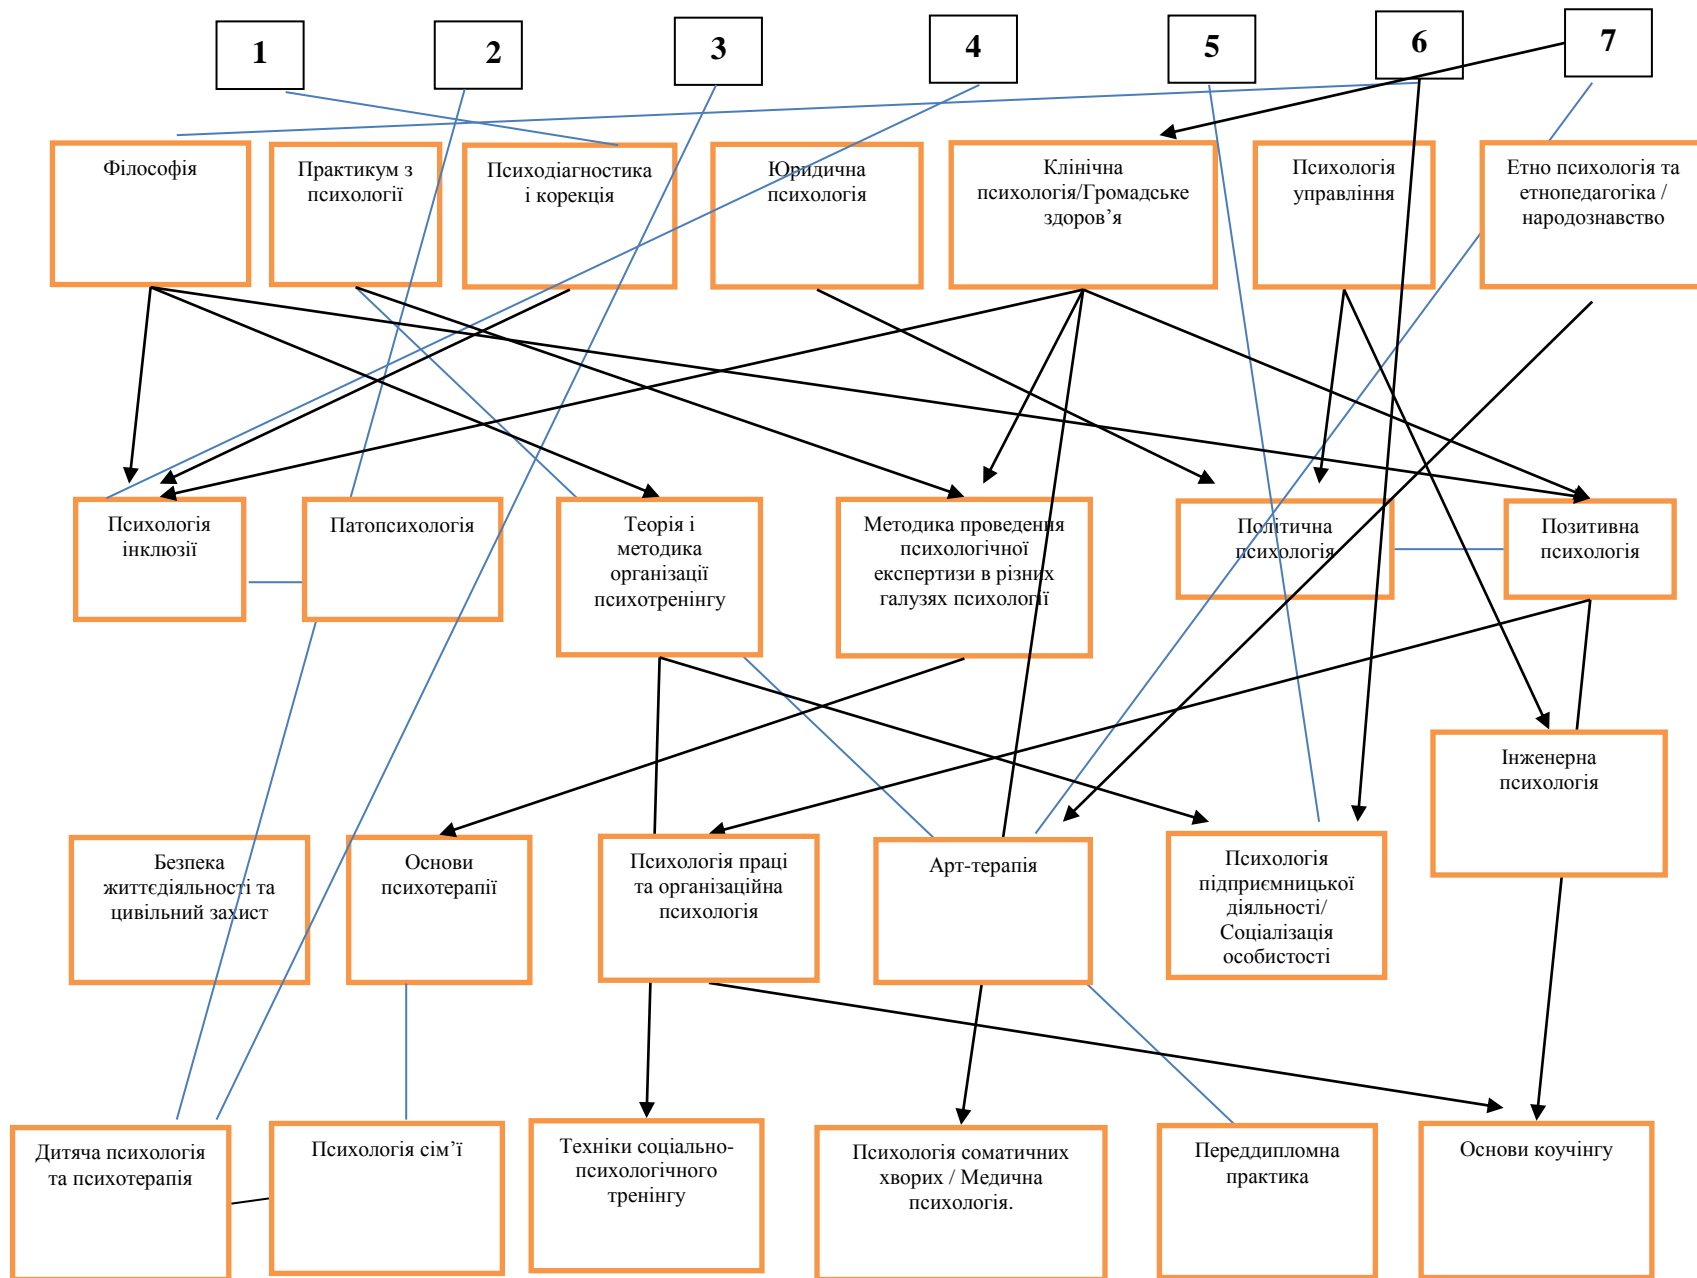 1
2
3
4
5
6
7
Філософія
Практикум з
психології
Психодіагностика
і корекція
Юридична
психологія
Клінічна
психологія/Громадське
здоров’я
Психологія
управління
Етно психологія та
етнопедагогіка /
народознавство
Психологія
інклюзії
Патопсихологія
Теорія і
методика
організації
психотренінгу
Методика проведення
психологічної
експертизи в різних
галузях психології
Політична
психологія
Позитивна
психологія
Інженерна
психологія
Безпека
життєдіяльності та
цивільний захист
Основи
психотерапії
Психологія праці
та організаційна
психологія
Арт-терапія
Психологія
підприємницької
діяльності/
Соціалізація
особистості
Дитяча психологія
та психотерапія
Психологія сім’ї
Техніки соціально-
психологічного
тренінгу
Психологія соматичних
хворих / Медична
психологія.
Переддипломна
практика
Основи коучінгу